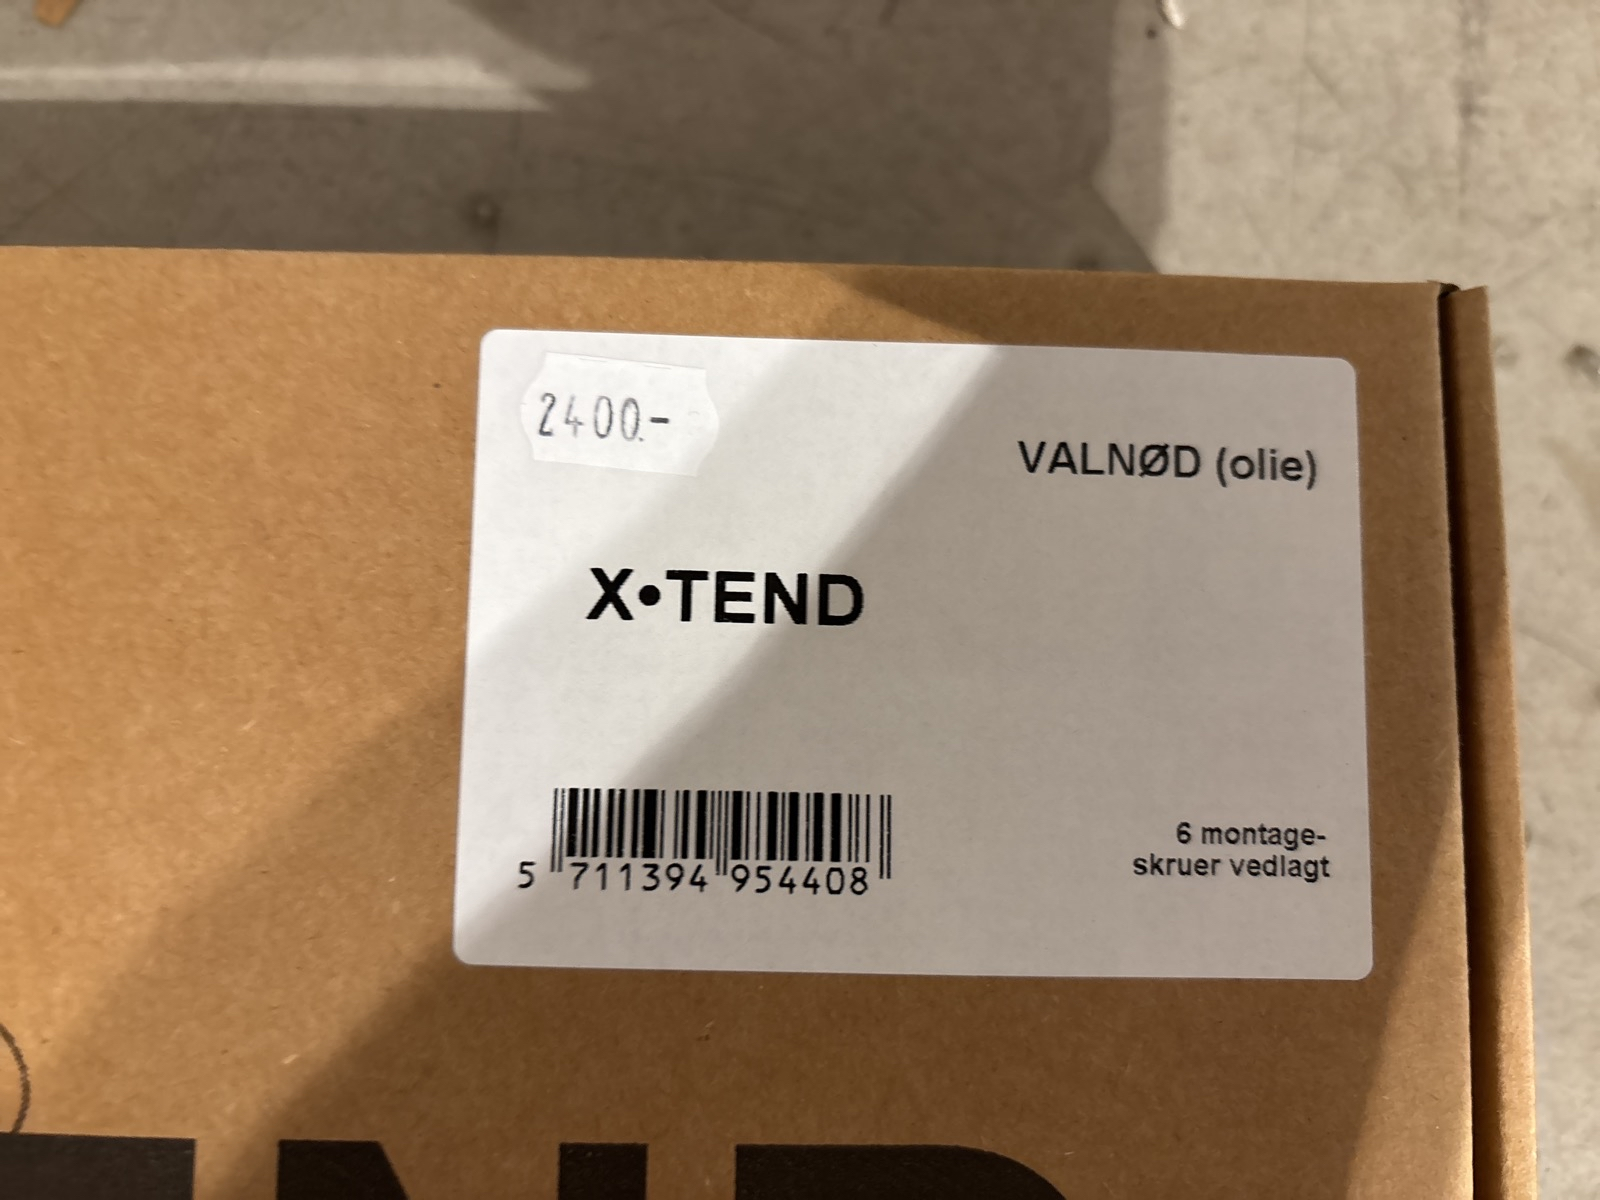 2400.-
VALNØD (olie)
X•TEND
5 711394 954408
6 montage-
skruer vedlagt